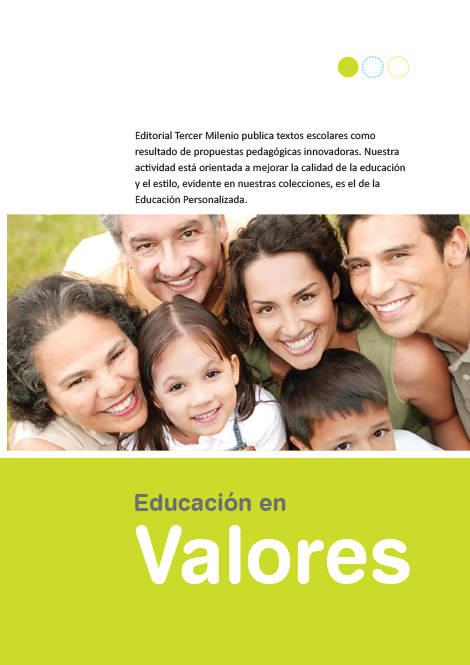 Editorial Tercer Milenio publica textos escolares como
resultado de propuestas pedagógicas innovadoras. Nuestra
actividad está orientada a mejorar la calidad de la educación
y el estilo, evidente en nuestras colecciones, es el de la
Educación Personalizada.
Educación en
Valores